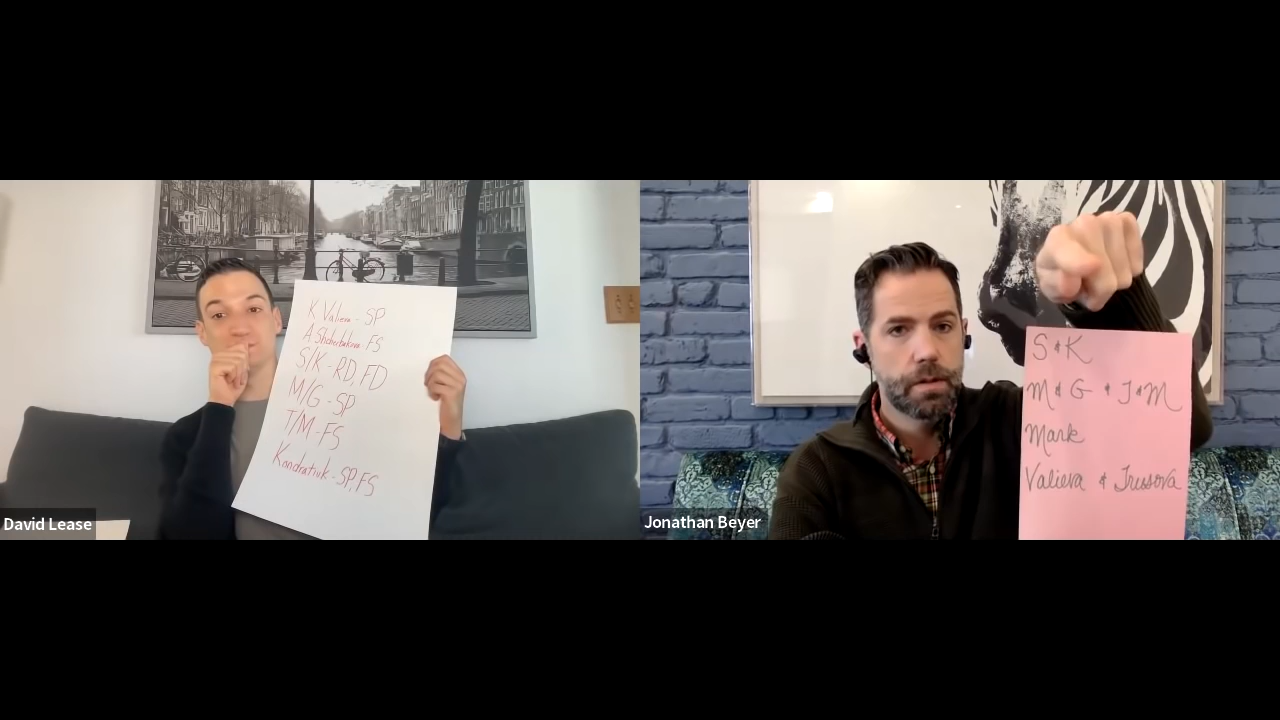 K Valieva - SP
A. Shcherbakova - FS
S/K - RD, FD
M/G - SP
T/M - FS
Kondratiuk - SP, FS
David Lease
S & K
M & G & T & M
Mark
Valieva & Trusova
Jonathan Beyer